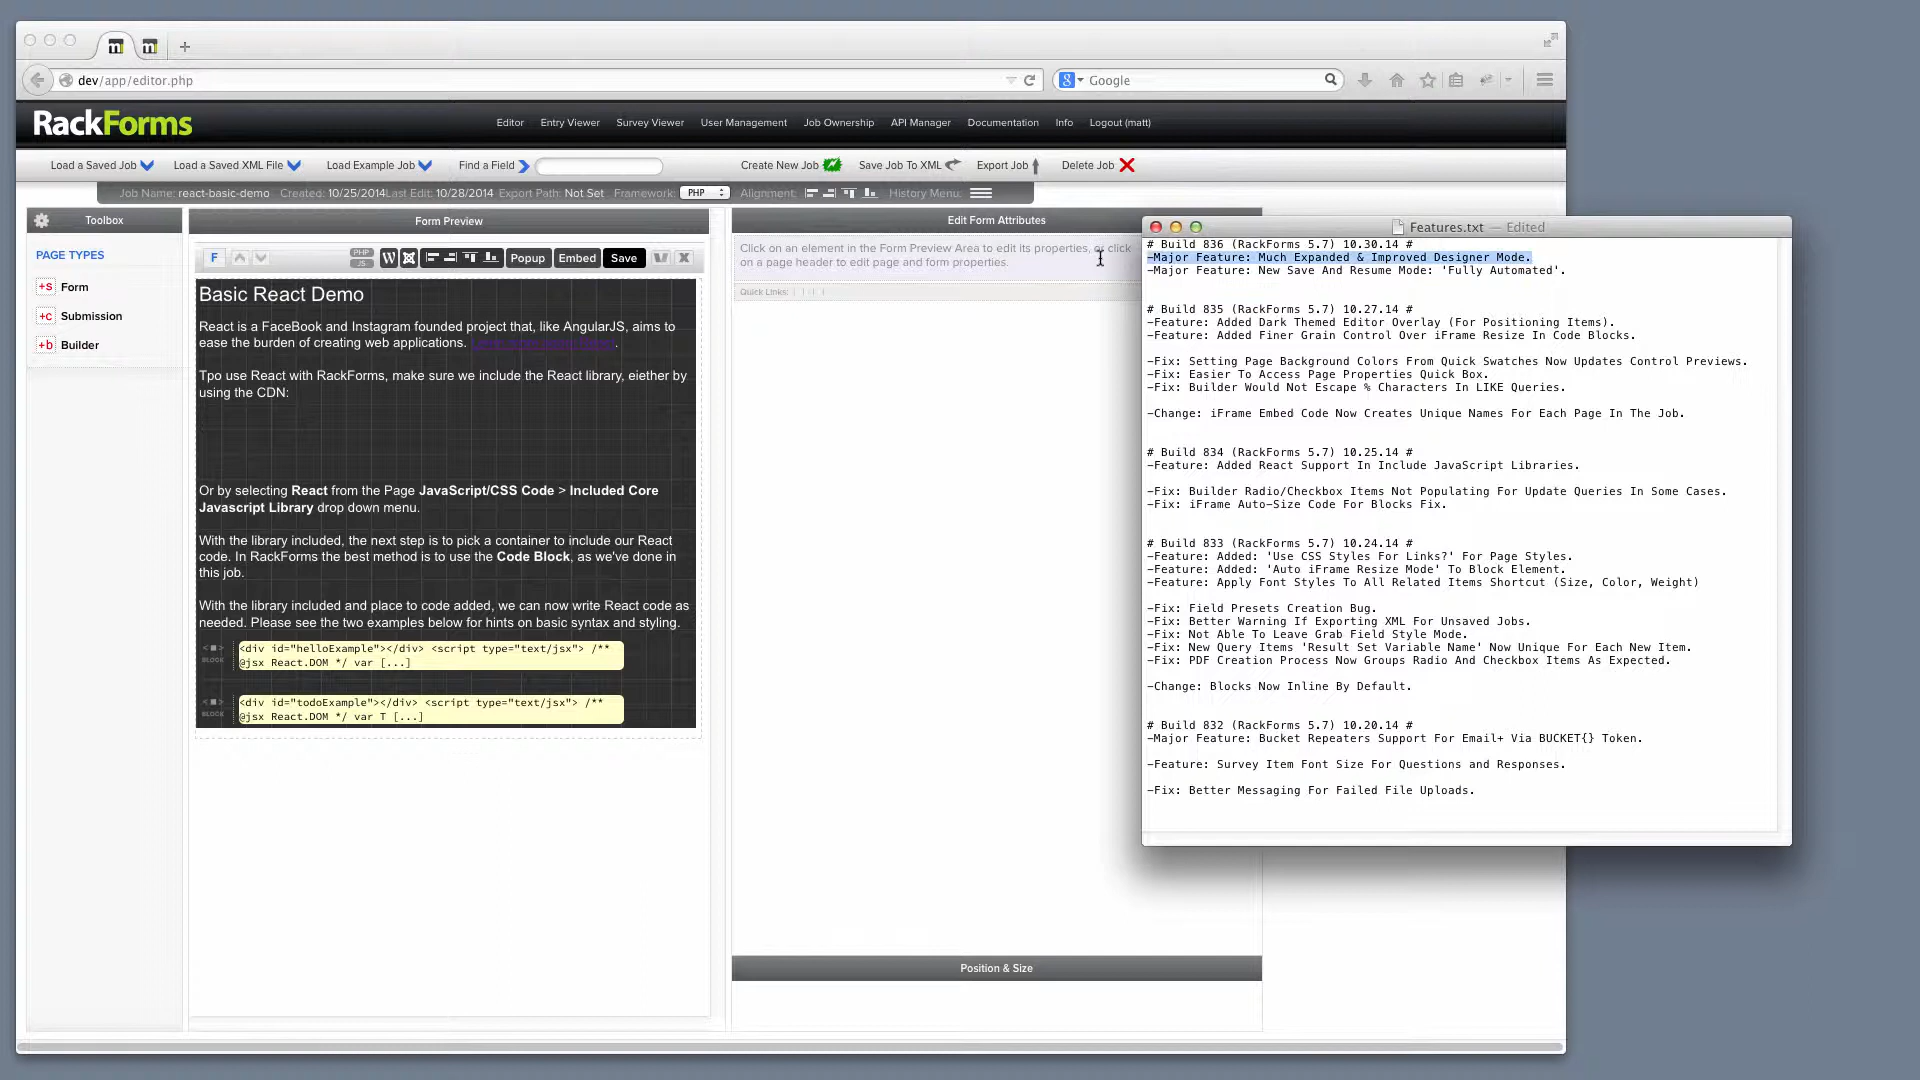 dev/app/editor.php
Google
RackForms
Editor Entry Viewer Survey Viewer User Management Job Ownership API Manager Documentation Info Logout (matt)
Load a Saved Job Load a Saved XML File Load Example Job Find a Field Create New Job Save Job To XML Export Job Delete Job
Job Name: react-basic-demo Created: 10/25/2014 Last Edit: 10/28/2014 Export Path: Not Set Framework: PHP Alignment: History Menu:
Toolbox
PAGE TYPES
+s Form
+c Submission
+b Builder
Form Preview
F PHP JS W Popup Embed Save
Basic React Demo
React is a FaceBook and Instagram founded project that, like AngularJS, aims to
ease the burden of creating web applications.
Tpo use React with RackForms, make sure we include the React library, eiether by
using the CDN:
Or by selecting React from the Page JavaScript/CSS Code > Included Core
Javascript Library drop down menu.
With the library included, the next step is to pick a container to include our React
code. In RackForms the best method is to use the Code Block, as we've done in
this job.
With the library included and place to code added, we can now write React code as
needed. Please see the two examples below for hints on basic syntax and styling.
BLOCK
<div id="helloExample"></div> <script type="text/jsx"> /**
@jsx React.DOM */ var [...]
BLOCK
<div id="todoExample"></div> <script type="text/jsx"> /**
@jsx React.DOM */ var T [...]
Edit Form Attributes
Click on an element in the Form Preview Area to edit its properties, or click
on a page header to edit page and form properties.
Quick Links: | | | |
Position & Size
Features.txt — Edited
# Build 836 (RackForms 5.7) 10.30.14 #
-Major Feature: Much Expanded & Improved Designer Mode.
-Major Feature: New Save And Resume Mode: 'Fully Automated'.
# Build 835 (RackForms 5.7) 10.27.14 #
-Feature: Added Dark Themed Editor Overlay (For Positioning Items).
-Feature: Added Finer Grain Control Over iFrame Resize In Code Blocks.
-Fix: Setting Page Background Colors From Quick Swatches Now Updates Control Previews.
-Fix: Easier To Access Page Properties Quick Box.
-Fix: Builder Would Not Escape % Characters In LIKE Queries.
-Change: iFrame Embed Code Now Creates Unique Names For Each Page In The Job.
# Build 834 (RackForms 5.7) 10.25.14 #
-Feature: Added React Support In Include JavaScript Libraries.
-Fix: Builder Radio/Checkbox Items Not Populating For Update Queries In Some Cases.
-Fix: iFrame Auto-Size Code For Blocks Fix.
# Build 833 (RackForms 5.7) 10.24.14 #
-Feature: Added: 'Use CSS Styles For Links?' For Page Styles.
-Feature: Added: 'Auto iFrame Resize Mode' To Block Element.
-Feature: Apply Font Styles To All Related Items Shortcut (Size, Color, Weight)
-Fix: Field Presets Creation Bug.
-Fix: Better Warning If Exporting XML For Unsaved Jobs.
-Fix: Not Able To Leave Grab Field Style Mode.
-Fix: New Query Items 'Result Set Variable Name' Now Unique For Each New Item.
-Fix: PDF Creation Process Now Groups Radio And Checkbox Items As Expected.
-Change: Blocks Now Inline By Default.
# Build 832 (RackForms 5.7) 10.20.14 #
-Major Feature: Bucket Repeaters Support For Email+ Via BUCKET{} Token.
-Feature: Survey Item Font Size For Questions and Responses.
-Fix: Better Messaging For Failed File Uploads.